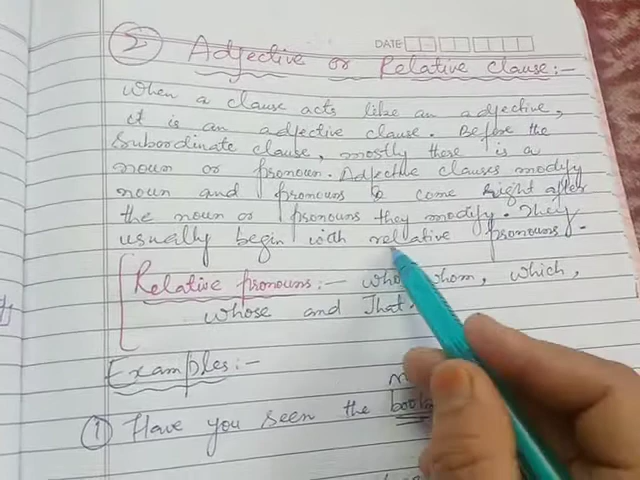 DATE
② Adjective or Relative Clause:-
When a clause acts like an adjective,
it is an adjective clause. Before the
Subordinate clause, mostly there is a
noun or pronoun. Adjective clauses modify
noun and pronouns & come right after
the noun or pronouns they modify. They
usually begin with relative pronouns.
Relative pronouns:- who, whom, which,
whose and That.
Examples:-
① Have you seen the book